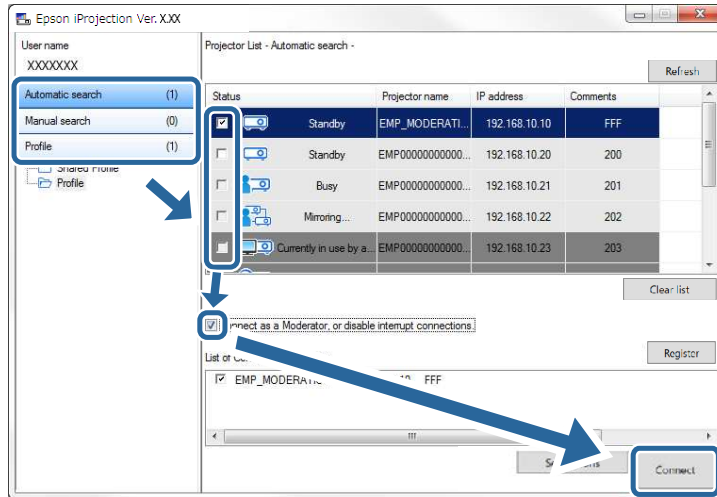 Epson iProjection Ver. X.XX
User name
XXXXXXX
Automatic search (1)
Manual search (0)
Profile (1)
Shared Profile
Profile
Projector List - Automatic search -
Refresh
Status Projector name IP address Comments
Standby EMP_MODERATI... 192.168.10.10 FFF
Standby EMP00000000000... 192.168.10.20 200
Busy EMP00000000000... 192.168.10.21 201
Mirroring... EMP00000000000... 192.168.10.22 202
Currently in use by a... EMP00000000000... 192.168.10.23 203
Clear list
as a Moderator, or disable interrupt connections.
List of
Register
FFF
Connect